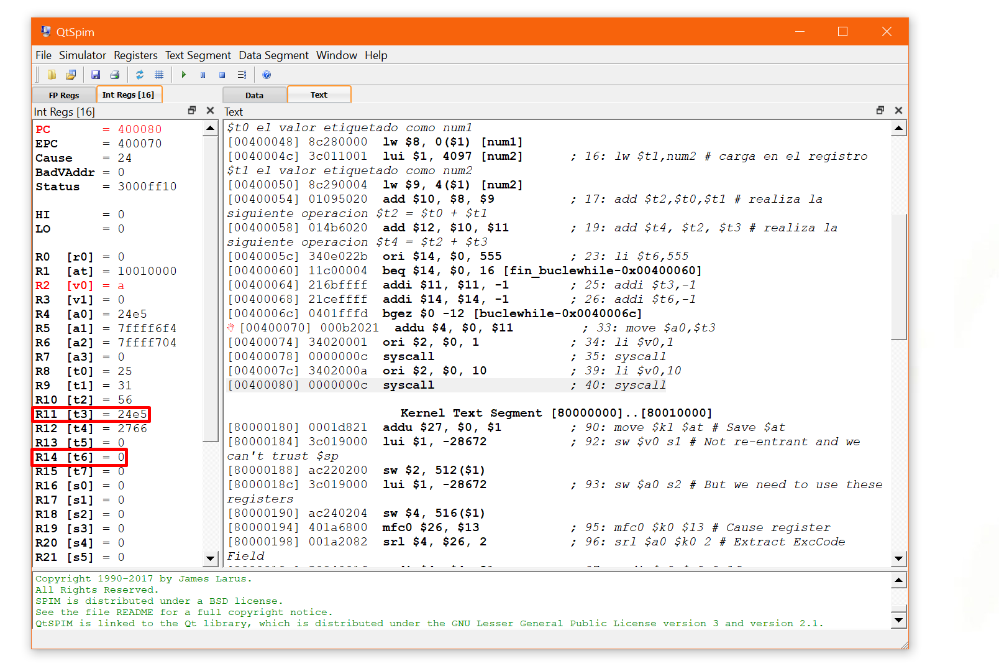 QtSpim
File Simulator Registers Text Segment Data Segment Window Help
FP Regs Int Regs [16] Data Text
Int Regs [16]
PC = 400080
EPC = 400070
Cause = 24
BadVAddr = 0
Status = 3000ff10
HI = 0
LO = 0
R0 [r0] = 0
R1 [at] = 10010000
R2 [v0] = a
R3 [v1] = 0
R4 [a0] = 24e5
R5 [a1] = 7ffff6f4
R6 [a2] = 7ffff704
R7 [a3] = 0
R8 [t0] = 25
R9 [t1] = 31
R10 [t2] = 56
R11 [t3] = 24e5
R12 [t4] = 2766
R13 [t5] = 0
R14 [t6] = 0
R15 [t7] = 0
R16 [s0] = 0
R17 [s1] = 0
R18 [s2] = 0
R19 [s3] = 0
R20 [s4] = 0
R21 [s5] = 0
Text
$t0 el valor etiquetado como num1
[00400048] 8c280000 lw $8, 0($1) [num1]
[0040004c] 3c011001 lui $1, 4097 [num2] ; 16: lw $t1,num2 # carga en el registro
$t1 el valor etiquetado como num2
[00400050] 8c290004 lw $9, 4($1) [num2]
[00400054] 01095020 add $10, $8, $9 ; 17: add $t2,$t0,$t1 # realiza la
siguiente operacion $t2 = $t0 + $t1
[00400058] 014b6020 add $12, $10, $11 ; 19: add $t4, $t2, $t3 # realiza la
siguiente operacion $t4 = $t2 + $t3
[0040005c] 340e022b ori $14, $0, 555 ; 23: li $t6,555
[00400060] 11c00004 beq $14, $0, 16 [fin_buclewhile-0x00400060]
[00400064] 216bffff addi $11, $11, -1 ; 25: addi $t3,-1
[00400068] 21ceffff addi $14, $14, -1 ; 26: addi $t6,-1
[0040006c] 0401fffd bgez $0 -12 [buclewhile-0x0040006c]
[00400070] 000b2021 addu $4, $0, $11 ; 33: move $a0,$t3
[00400074] 34020001 ori $2, $0, 1 ; 34: li $v0,1
[00400078] 0000000c syscall ; 35: syscall
[0040007c] 3402000a ori $2, $0, 10 ; 39: li $v0,10
[00400080] 0000000c syscall ; 40: syscall
Kernel Text Segment [80000000]..[80010000]
[80000180] 0001d821 addu $27, $0, $1 ; 90: move $k1 $at # Save $at
[80000184] 3c019000 lui $1, -28672 ; 92: sw $v0 s1 # Not re-entrant and we
can't trust $sp
[80000188] ac220200 sw $2, 512($1)
[8000018c] 3c019000 lui $1, -28672 ; 93: sw $a0 s2 # But we need to use these
registers
[80000190] ac240204 sw $4, 516($1)
[80000194] 401a6800 mfc0 $26, $13 ; 95: mfc0 $k0 $13 # Cause register
[80000198] 001a2082 srl $4, $26, 2 ; 96: srl $a0 $k0 2 # Extract ExcCode
Field
Copyright 1990-2017 by James Larus.
All Rights Reserved.
SPIM is distributed under a BSD license.
See the file README for a full copyright notice.
QtSPIM is linked to the Qt library, which is distributed under the GNU Lesser General Public License version 3 and version 2.1.